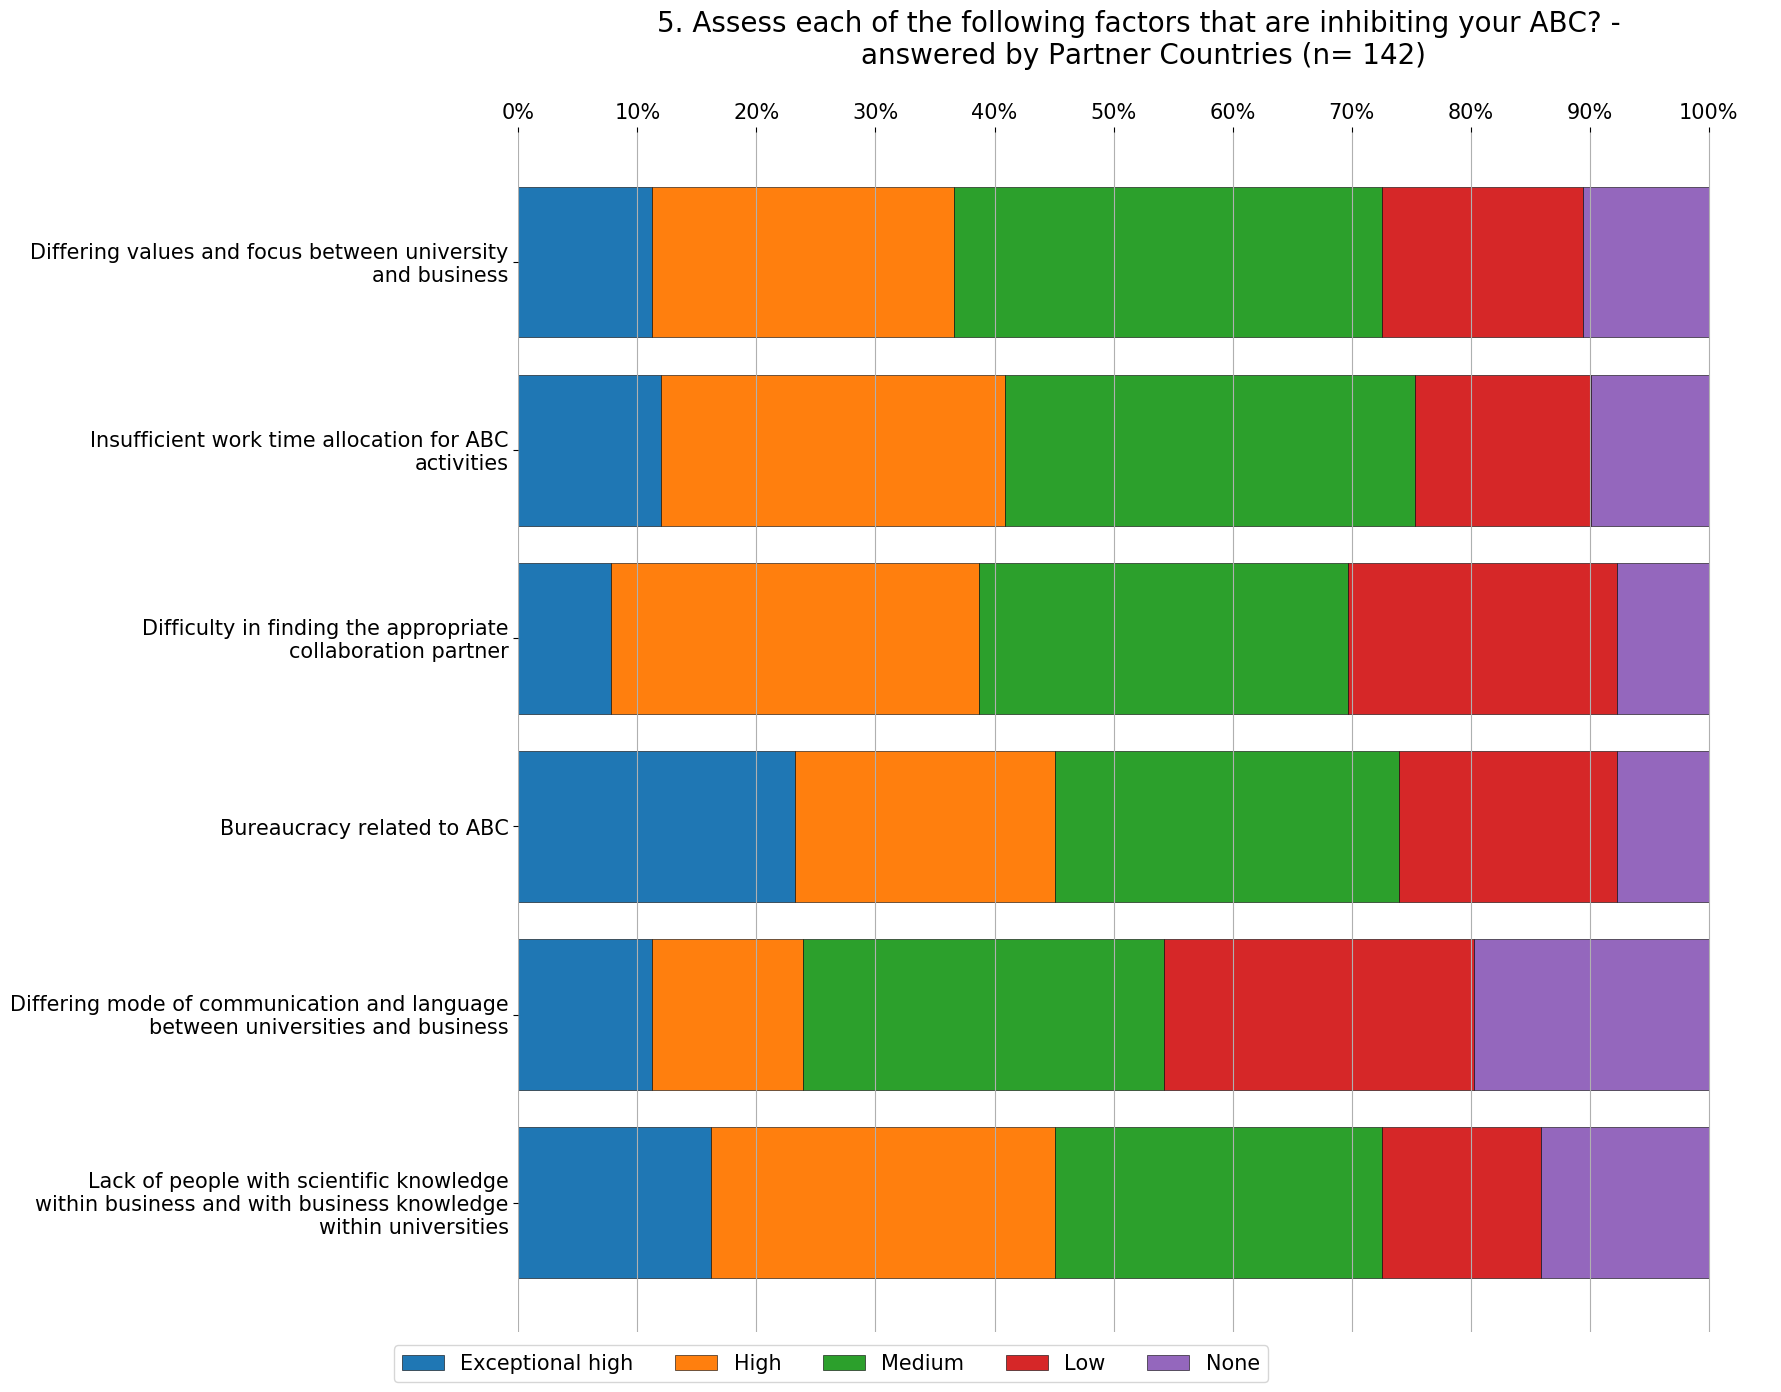 5. Assess each of the following factors that are inhibiting your ABC? -
answered by Partner Countries (n= 142)
0% 10% 20% 30% 40% 50% 60% 70% 80% 90% 100%
Differing values and focus between university
and business
Insufficient work time allocation for ABC
activities
Difficulty in finding the appropriate
collaboration partner
Bureaucracy related to ABC
Differing mode of communication and language
between universities and business
Lack of people with scientific knowledge
within business and with business knowledge
within universities
Exceptional high High Medium Low None